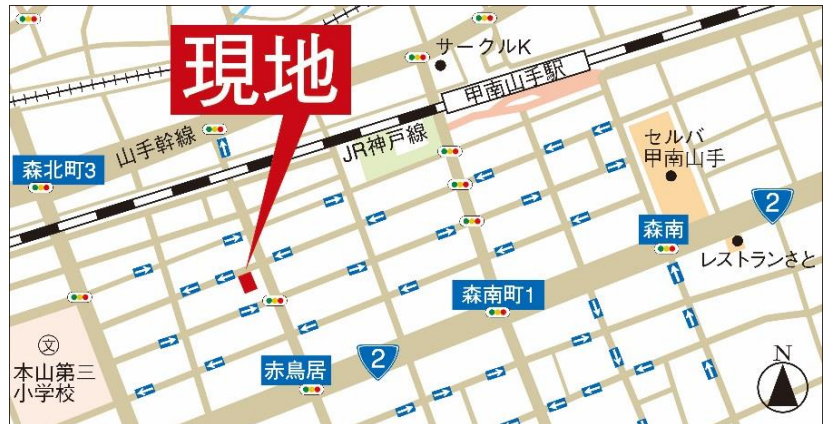 サークルK
現地
甲南山手駅
山手幹線
JR神戸線
セルバ
甲南山手
森北町3
2
森南
レストランさと
森南町1
文
本山第三
小学校
赤鳥居
2
N